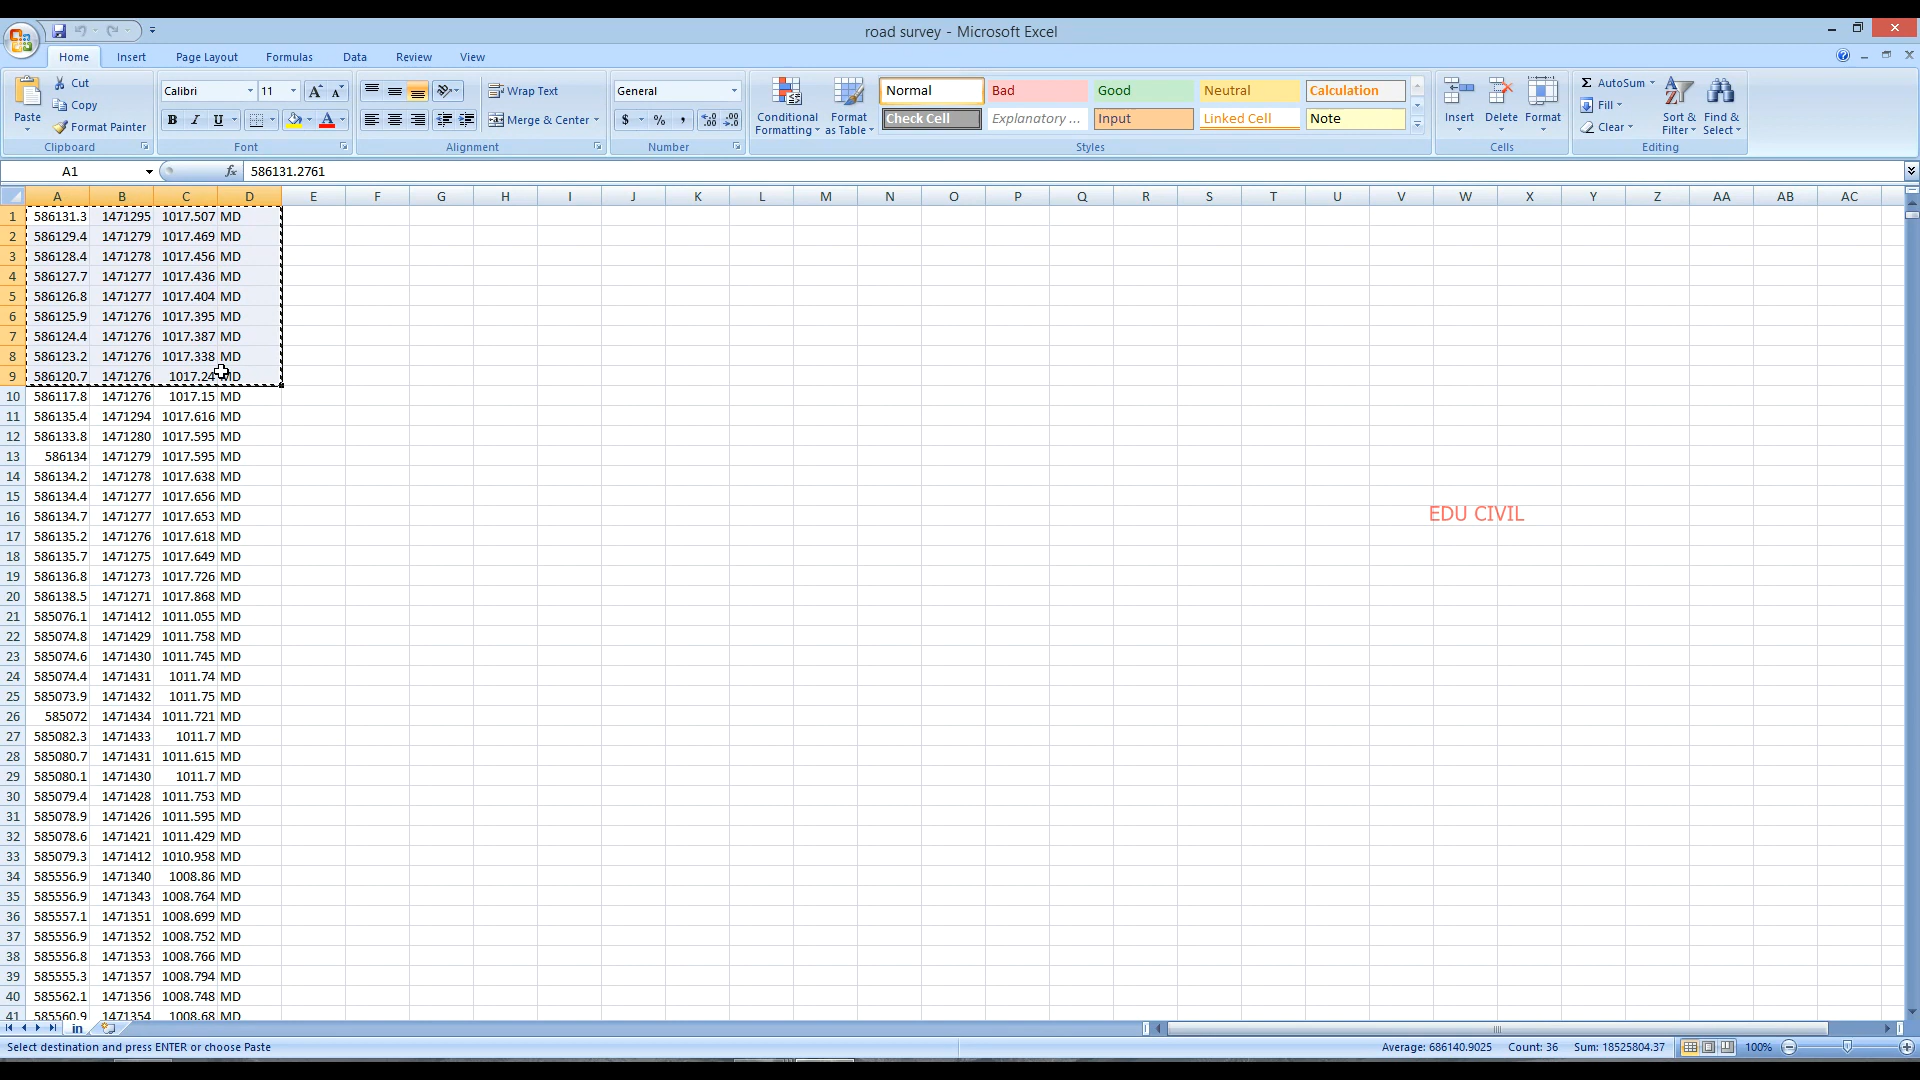 road survey - Microsoft Excel
Home Insert Page Layout Formulas Data Review View
Cut
Copy
Format Painter
Paste
Clipboard
Calibri 11
B I U
Font
Wrap Text
Merge & Center
Alignment
General
$ % ,
Number
Conditional Formatting
Format as Table
Normal Bad Good Neutral Calculation
Check Cell Explanatory ... Input Linked Cell Note
Styles
Insert Delete Format
Cells
Σ AutoSum
Fill
Clear
Sort & Filter
Find & Select
Editing
A1 fx 586131.2761
A B C D E F G H I J K L M N O P Q R S T U V W X Y Z AA AB AC
1 586131.3 1471295 1017.507 MD
2 586129.4 1471279 1017.469 MD
3 586128.4 1471278 1017.456 MD
4 586127.7 1471277 1017.436 MD
5 586126.8 1471277 1017.404 MD
6 586125.9 1471276 1017.395 MD
7 586124.4 1471276 1017.387 MD
8 586123.2 1471276 1017.338 MD
9 586120.7 1471276 1017.24 MD
10 586117.8 1471276 1017.15 MD
11 586135.4 1471294 1017.616 MD
12 586133.8 1471280 1017.595 MD
13 586134 1471279 1017.595 MD
14 586134.2 1471278 1017.638 MD
15 586134.4 1471277 1017.656 MD
16 586134.7 1471277 1017.653 MD
EDU CIVIL
17 586135.2 1471276 1017.618 MD
18 586135.7 1471275 1017.649 MD
19 586136.8 1471273 1017.726 MD
20 586138.5 1471271 1017.868 MD
21 585076.1 1471412 1011.055 MD
22 585074.8 1471429 1011.758 MD
23 585074.6 1471430 1011.745 MD
24 585074.4 1471431 1011.74 MD
25 585073.9 1471432 1011.75 MD
26 585072 1471434 1011.721 MD
27 585082.3 1471433 1011.7 MD
28 585080.7 1471431 1011.615 MD
29 585080.1 1471430 1011.7 MD
30 585079.4 1471428 1011.753 MD
31 585078.9 1471426 1011.595 MD
32 585078.6 1471421 1011.429 MD
33 585079.3 1471412 1010.958 MD
34 585556.9 1471340 1008.86 MD
35 585556.9 1471343 1008.764 MD
36 585557.1 1471351 1008.699 MD
37 585556.9 1471352 1008.752 MD
38 585556.8 1471353 1008.766 MD
39 585555.3 1471357 1008.794 MD
40 585562.1 1471356 1008.748 MD
41 585560.9 1471354 1008.68 MD
in
Select destination and press ENTER or choose Paste
Average: 686140.9025 Count: 36 Sum: 18525804.37 100%